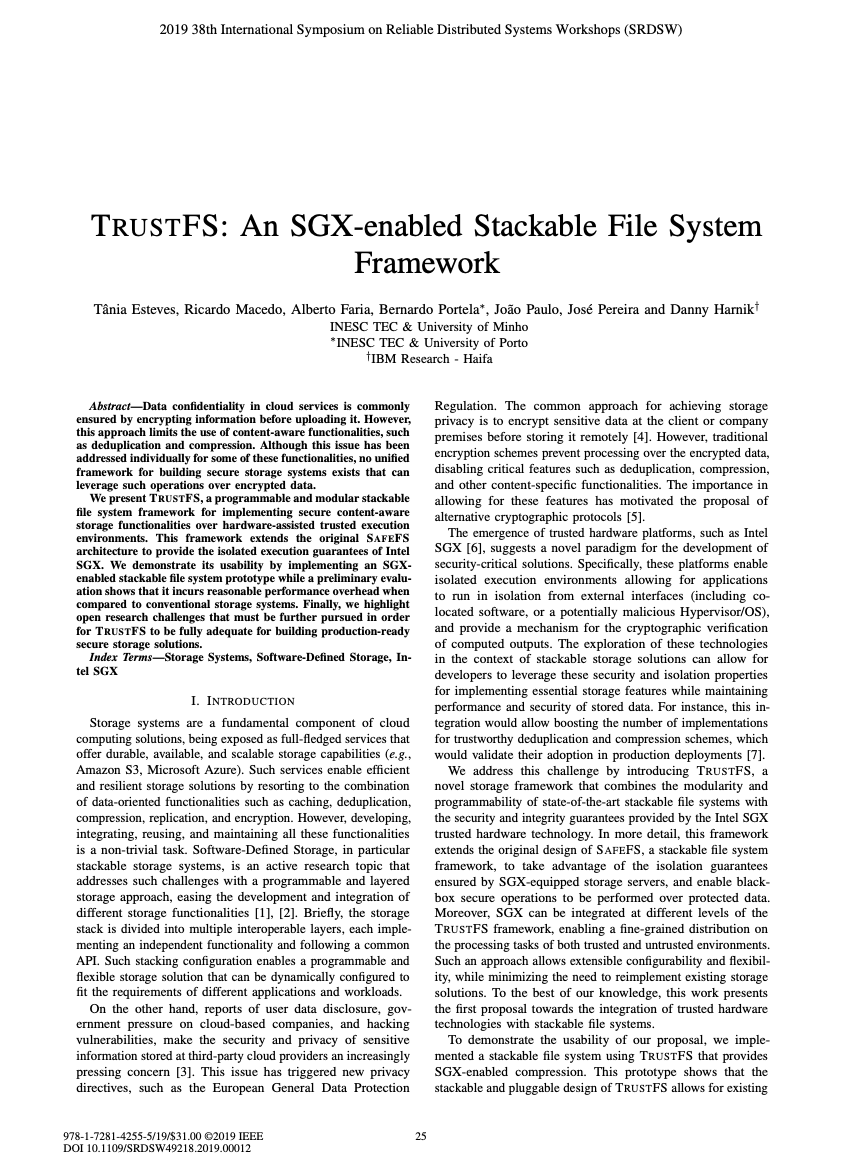 2019 38th International Symposium on Reliable Distributed Systems Workshops (SRDSW)
TRUSTFS: An SGX-enabled Stackable File System
Framework
Tânia Esteves, Ricardo Macedo, Alberto Faria, Bernardo Portela*, João Paulo, José Pereira and Danny Harnik†
INESC TEC & University of Minho
*INESC TEC & University of Porto
†IBM Research - Haifa
Abstract—Data confidentiality in cloud services is commonly
ensured by encrypting information before uploading it. However,
this approach limits the use of content-aware functionalities, such
as deduplication and compression. Although this issue has been
addressed individually for some of these functionalities, no unified
framework for building secure storage systems exists that can
leverage such operations over encrypted data.
We present TRUSTFS, a programmable and modular stackable
file system framework for implementing secure content-aware
storage functionalities over hardware-assisted trusted execution
environments. This framework extends the original SAFEFS
architecture to provide the isolated execution guarantees of Intel
SGX. We demonstrate its usability by implementing an SGX-
enabled stackable file system prototype while a preliminary evalu-
ation shows that it incurs reasonable performance overhead when
compared to conventional storage systems. Finally, we highlight
open research challenges that must be further pursued in order
for TRUSTFS to be fully adequate for building production-ready
secure storage solutions.
Index Terms—Storage Systems, Software-Defined Storage, In-
tel SGX
I. INTRODUCTION
Storage systems are a fundamental component of cloud
computing solutions, being exposed as full-fledged services that
offer durable, available, and scalable storage capabilities (e.g.,
Amazon S3, Microsoft Azure). Such services enable efficient
and resilient storage solutions by resorting to the combination
of data-oriented functionalities such as caching, deduplication,
compression, replication, and encryption. However, developing,
integrating, reusing, and maintaining all these functionalities
is a non-trivial task. Software-Defined Storage, in particular
stackable storage systems, is an active research topic that
addresses such challenges with a programmable and layered
storage approach, easing the development and integration of
different storage functionalities [1], [2]. Briefly, the storage
stack is divided into multiple interoperable layers, each imple-
menting an independent functionality and following a common
API. Such stacking configuration enables a programmable and
flexible storage solution that can be dynamically configured to
fit the requirements of different applications and workloads.
On the other hand, reports of user data disclosure, gov-
ernment pressure on cloud-based companies, and hacking
vulnerabilities, make the security and privacy of sensitive
information stored at third-party cloud providers an increasingly
pressing concern [3]. This issue has triggered new privacy
directives, such as the European General Data Protection
Regulation. The common approach for achieving storage
privacy is to encrypt sensitive data at the client or company
premises before storing it remotely [4]. However, traditional
encryption schemes prevent processing over the encrypted data,
disabling critical features such as deduplication, compression,
and other content-specific functionalities. The importance in
allowing for these features has motivated the proposal of
alternative cryptographic protocols [5].
The emergence of trusted hardware platforms, such as Intel
SGX [6], suggests a novel paradigm for the development of
security-critical solutions. Specifically, these platforms enable
isolated execution environments allowing for applications
to run in isolation from external interfaces (including co-
located software, or a potentially malicious Hypervisor/OS),
and provide a mechanism for the cryptographic verification
of computed outputs. The exploration of these technologies
in the context of stackable storage solutions can allow for
developers to leverage these security and isolation properties
for implementing essential storage features while maintaining
performance and security of stored data. For instance, this in-
tegration would allow boosting the number of implementations
for trustworthy deduplication and compression schemes, which
would validate their adoption in production deployments [7].
We address this challenge by introducing TRUSTFS, a
novel storage framework that combines the modularity and
programmability of state-of-the-art stackable file systems with
the security and integrity guarantees provided by the Intel SGX
trusted hardware technology. In more detail, this framework
extends the original design of SAFEFS, a stackable file system
framework, to take advantage of the isolation guarantees
ensured by SGX-equipped storage servers, and enable black-
box secure operations to be performed over protected data.
Moreover, SGX can be integrated at different levels of the
TRUSTFS framework, enabling a fine-grained distribution on
the processing tasks of both trusted and untrusted environments.
Such an approach allows extensible configurability and flexibil-
ity, while minimizing the need to reimplement existing storage
solutions. To the best of our knowledge, this work presents
the first proposal towards the integration of trusted hardware
technologies with stackable file systems.
To demonstrate the usability of our proposal, we imple-
mented a stackable file system using TRUSTFS that provides
SGX-enabled compression. This prototype shows that the
stackable and pluggable design of TRUSTFS allows for existing
978-1-7281-4255-5/19/$31.00 ©2019 IEEE
DOI 10.1109/SRDSW49218.2019.00012
25